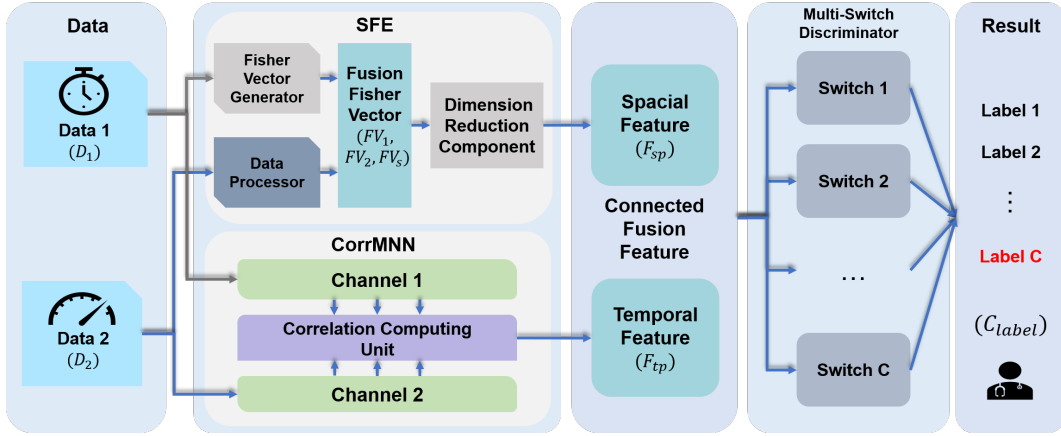 Data
Data 1
(D₁)
Data 2
(D₂)
SFE
Fisher
Vector
Generator
Data
Processor
Fusion
Fisher
Vector
(FV₁,
FV₂, FVₛ)
Dimension
Reduction
Component
CorrMNN
Channel 1
Correlation Computing
Unit
Channel 2
Spacial
Feature
(Fₛₚ)
Connected
Fusion
Feature
Temporal
Feature
(Fₜₚ)
Multi-Switch
Discriminator
Switch 1
Switch 2
...
Switch C
Result
Label 1
Label 2
⋮
Label C
(C_label)